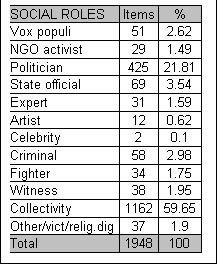 SOCIAL ROLES Items %
Vox populi 51 2.62
NGO activist 29 1.49
Politician 425 21.81
State official 69 3.54
Expert 31 1.59
Artist 12 0.62
Celebrity 2 0.1
Criminal 58 2.98
Fighter 34 1.75
Witness 38 1.95
Collectivity 1162 59.65
Other/vict/relig.dig 37 1.9
Total 1948 100